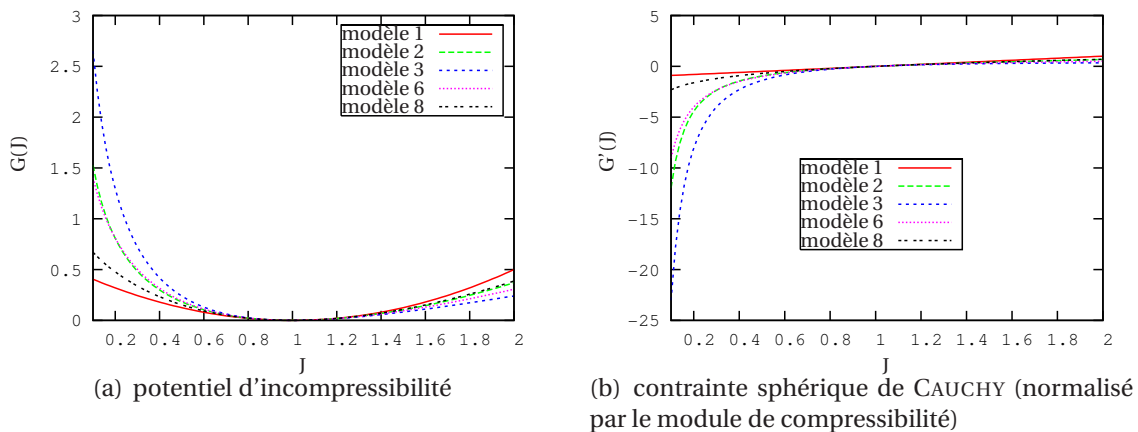 3
2.5
2
1.5
1
0.5
0
G(J)
modèle 1
modèle 2
modèle 3
modèle 6
modèle 8
0.2 0.4 0.6 0.8 1 1.2 1.4 1.6 1.8 2
J
(a) potentiel d'incompressibilité
5
0
−5
−10
−15
−20
−25
G'(J)
modèle 1
modèle 2
modèle 3
modèle 6
modèle 8
0.2 0.4 0.6 0.8 1 1.2 1.4 1.6 1.8 2
J
(b) contrainte sphérique de CAUCHY (normalisé
par le module de compressibilité)